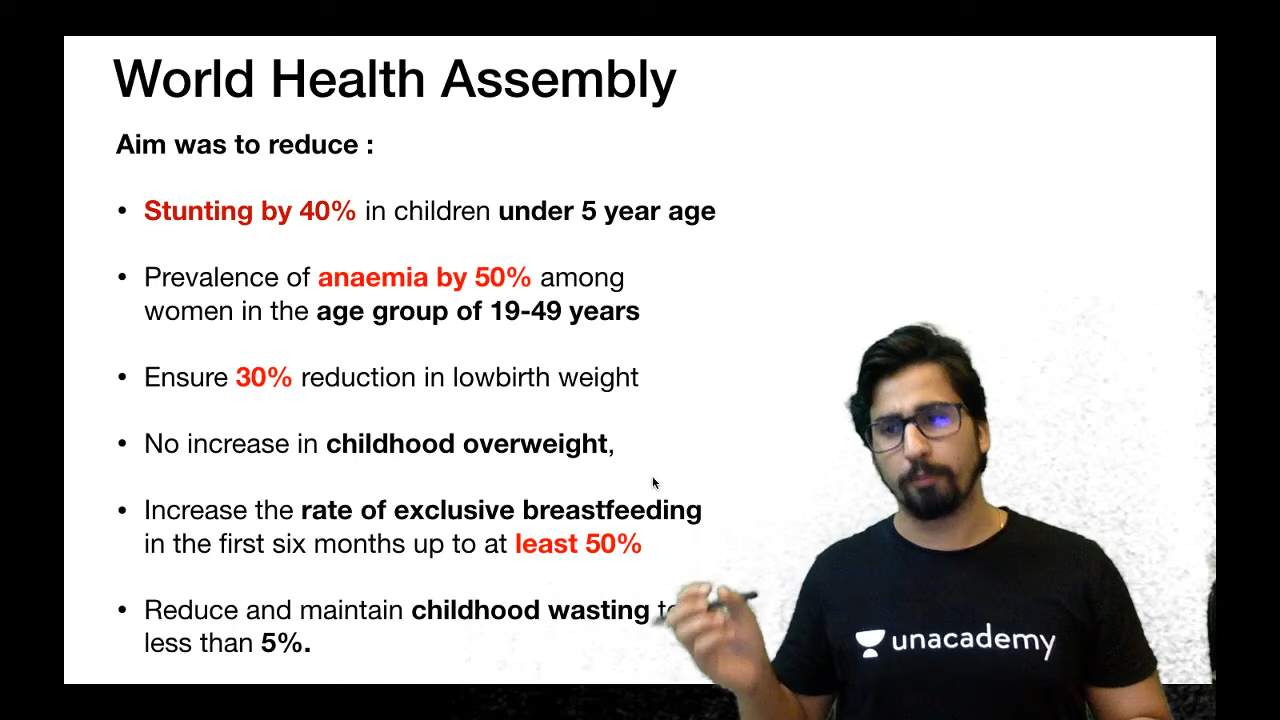 World Health Assembly
Aim was to reduce :
• Stunting by 40% in children under 5 year age
• Prevalence of anaemia by 50% among
women in the age group of 19-49 years
• Ensure 30% reduction in lowbirth weight
• No increase in childhood overweight,
• Increase the rate of exclusive breastfeeding
in the first six months up to at least 50%
• Reduce and maintain childhood wasting to
less than 5%.
unacademy